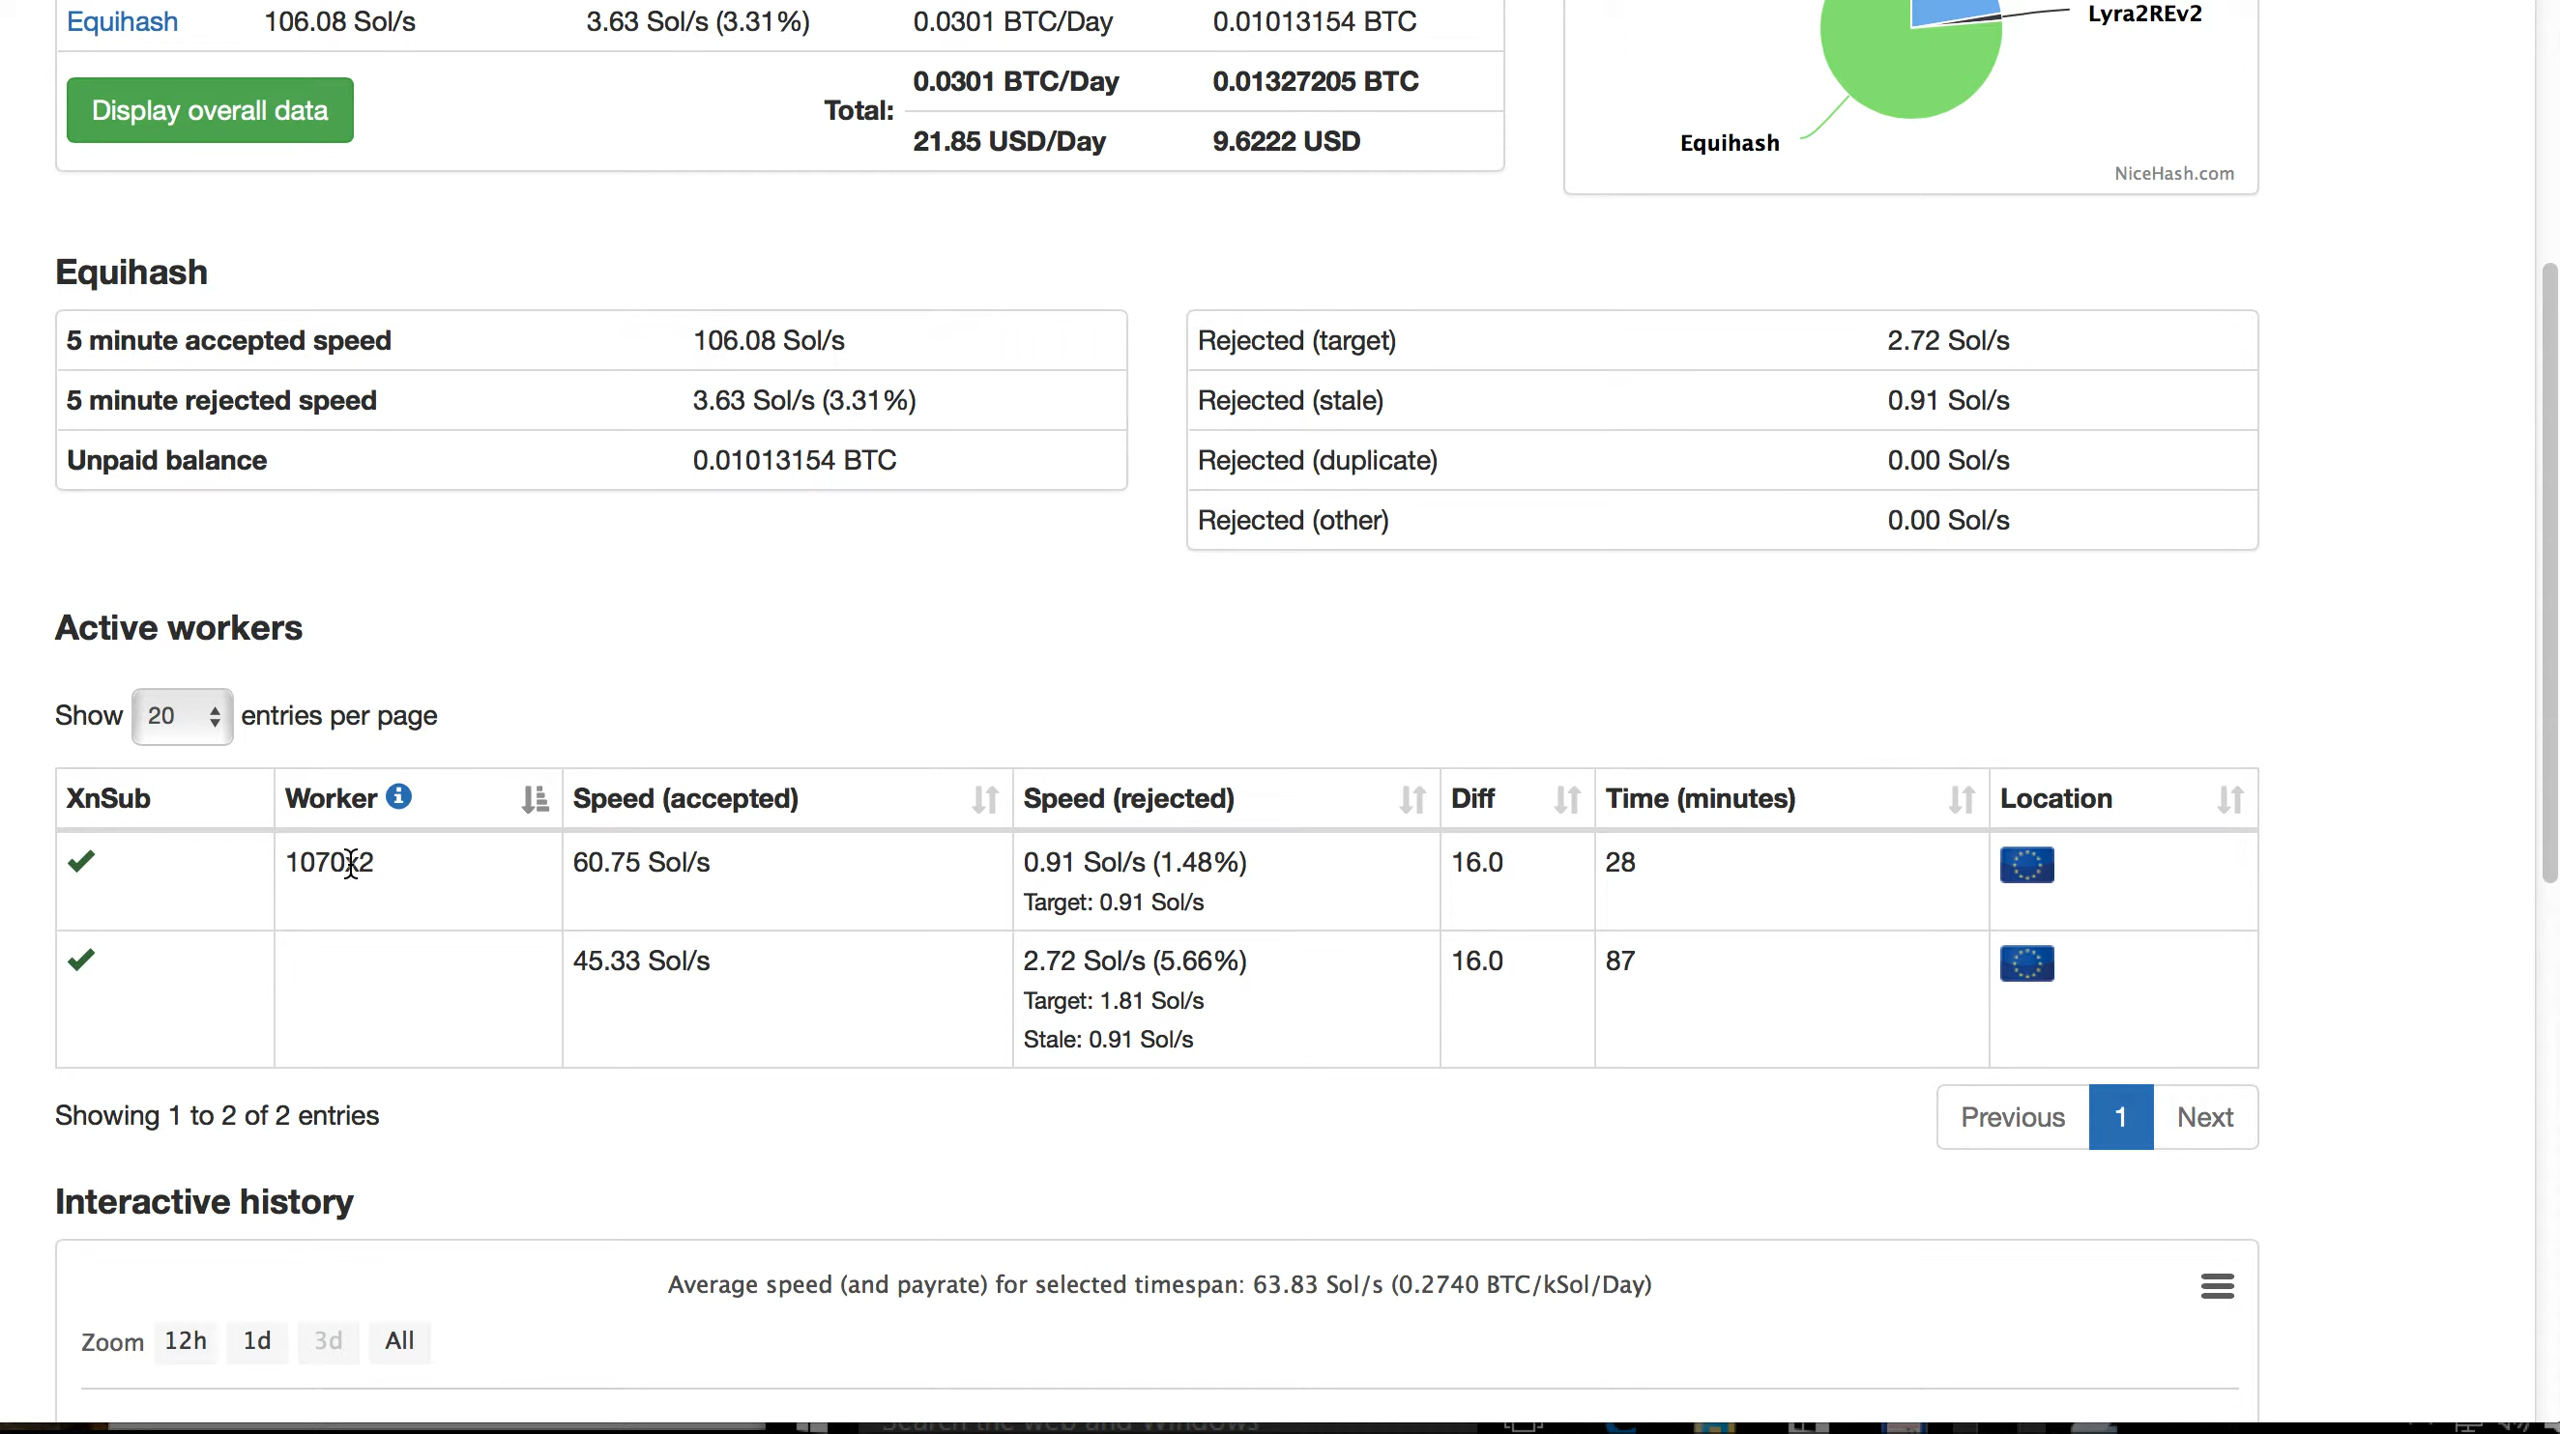 Equihash 106.08 Sol/s 3.63 Sol/s (3.31%) 0.0301 BTC/Day 0.01013154 BTC
Display overall data
Total:
0.0301 BTC/Day 0.01327205 BTC
21.85 USD/Day 9.6222 USD
Lyra2REv2
Equihash
NiceHash.com
Equihash
5 minute accepted speed 106.08 Sol/s
5 minute rejected speed 3.63 Sol/s (3.31%)
Unpaid balance 0.01013154 BTC
Rejected (target) 2.72 Sol/s
Rejected (stale) 0.91 Sol/s
Rejected (duplicate) 0.00 Sol/s
Rejected (other) 0.00 Sol/s
Active workers
Show 20 entries per page
XnSub Worker Speed (accepted) Speed (rejected) Diff Time (minutes) Location
1070x2 60.75 Sol/s 0.91 Sol/s (1.48%) 16.0 28
Target: 0.91 Sol/s
45.33 Sol/s 2.72 Sol/s (5.66%) 16.0 87
Target: 1.81 Sol/s
Stale: 0.91 Sol/s
Showing 1 to 2 of 2 entries
Previous 1 Next
Interactive history
Average speed (and payrate) for selected timespan: 63.83 Sol/s (0.2740 BTC/kSol/Day)
Zoom 12h 1d 3d All
Search the web and Windows